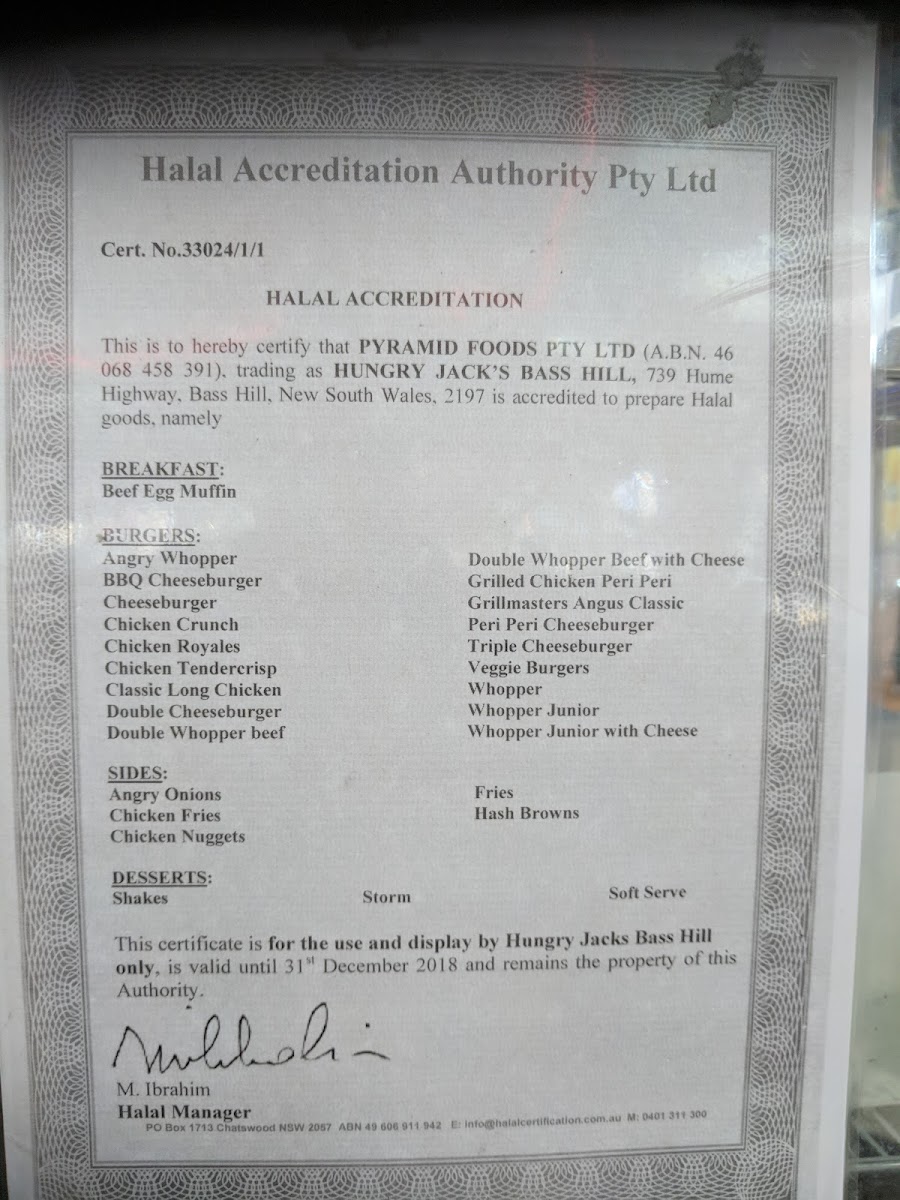 Halal Accreditation Authority Pty Ltd
Cert. No.33024/1/1
HALAL ACCREDITATION
This is to hereby certify that PYRAMID FOODS PTY LTD (A.B.N. 46
068 458 391), trading as HUNGRY JACK'S BASS HILL, 739 Hume
Highway, Bass Hill, New South Wales, 2197 is accredited to prepare Halal
goods, namely
BREAKFAST:
Beef Egg Muffin
BURGERS:
Angry Whopper
BBQ Cheeseburger
Cheeseburger
Chicken Crunch
Chicken Royales
Chicken Tendercrisp
Classic Long Chicken
Double Cheeseburger
Double Whopper beef
Double Whopper Beef with Cheese
Grilled Chicken Peri Peri
Grillmasters Angus Classic
Peri Peri Cheeseburger
Triple Cheeseburger
Veggie Burgers
Whopper
Whopper Junior
Whopper Junior with Cheese
SIDES:
Angry Onions
Chicken Fries
Chicken Nuggets
Fries
Hash Browns
DESSERTS:
Shakes Storm Soft Serve
This certificate is for the use and display by Hungry Jacks Bass Hill
only, is valid until 31st December 2018 and remains the property of this
Authority.
M. Ibrahim
Halal Manager
PO Box 1713 Chatswood NSW 2057 ABN 49 606 911 942 E: info@halalcertification.com.au M: 0401 311 300